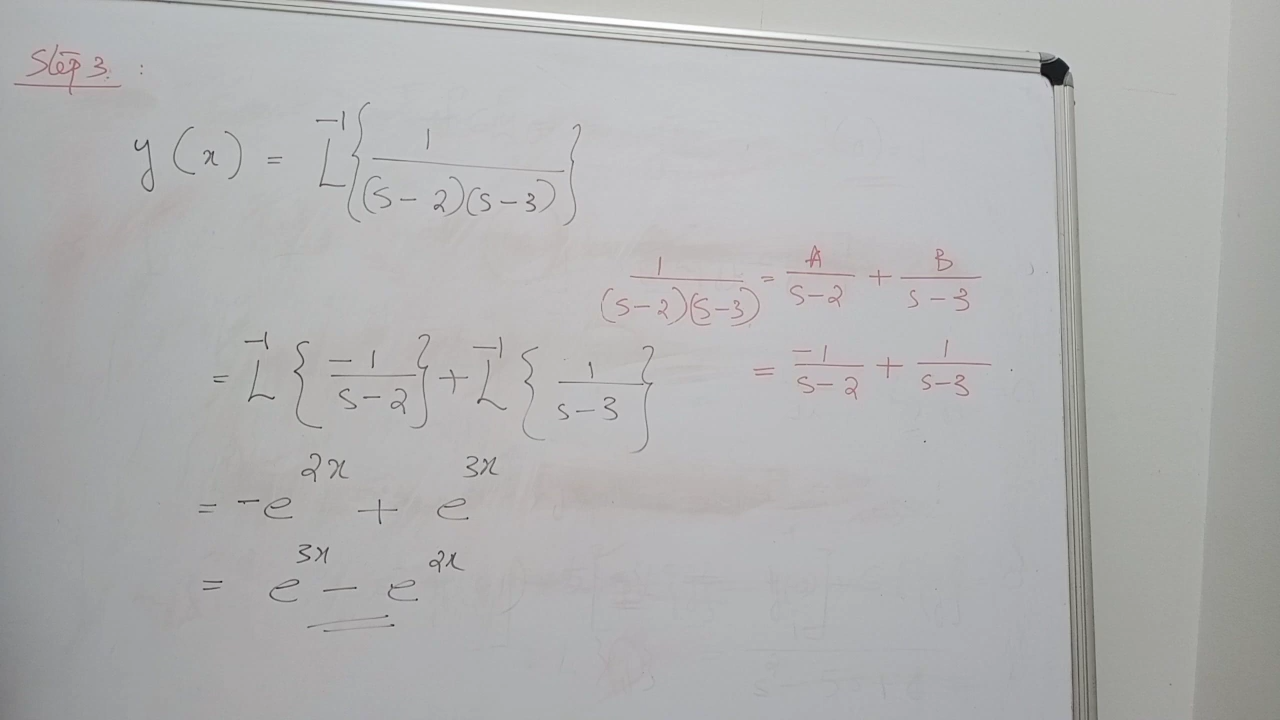 Step 3. :
y(x) = L⁻¹{1/((s-2)(s-3))}
1/((s-2)(s-3)) = A/(s-2) + B/(s-3)
= L⁻¹{-1/(s-2)} + L⁻¹{1/(s-3)}
= -1/(s-2) + 1/(s-3).
= -e^2x + e^3x
= e^3x - e^2x